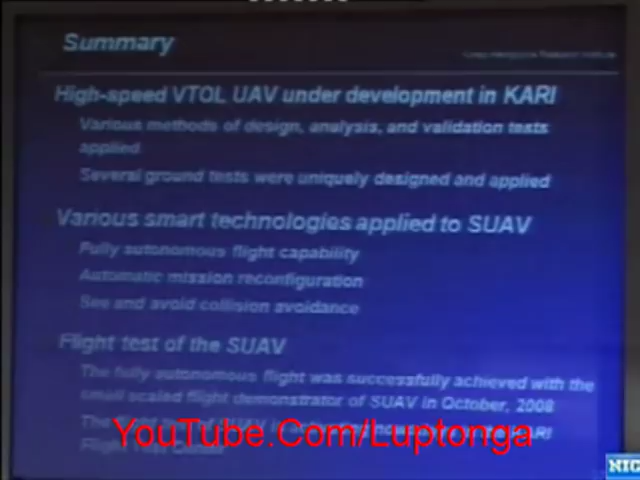 Summary
High-speed VTOL UAV under development in KARI
Various methods of design, analysis, and validation tests
applied
Several ground tests were uniquely designed and applied
Various smart technologies applied to SUAV
Fully autonomous flight capability
Automatic mission reconfiguration
See and avoid collision avoidance
Flight test of the SUAV
The fully autonomous flight was successfully achieved with the
small scaled flight demonstrator of SUAV in October, 2008
The
YouTube.Com/Luptonga
Flight
NIC